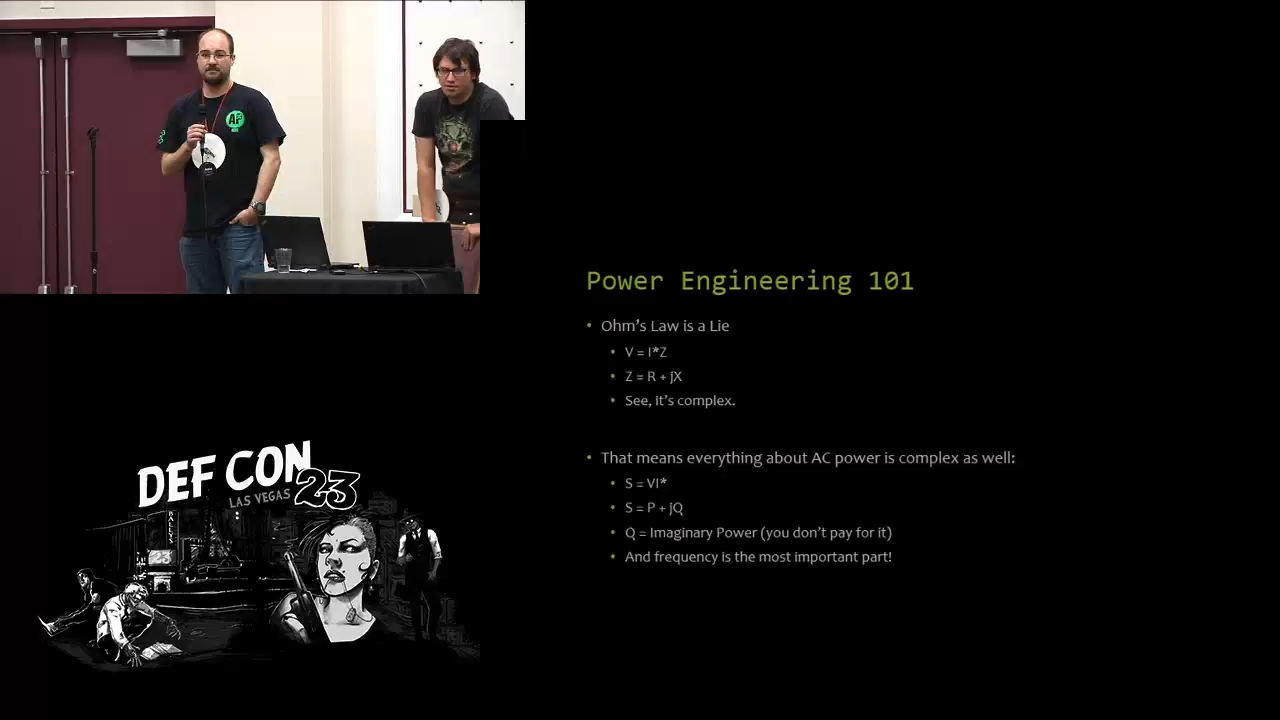 AF
Power Engineering 101
• Ohm's Law is a Lie
• V = I*Z
• Z = R + jX
• See, it's complex.
• That means everything about AC power is complex as well:
• S = VI*
• S = P + jQ
• Q = Imaginary Power (you don't pay for it)
• And frequency is the most important part!
DEF CON 23
LAS VEGAS
BALLY'S